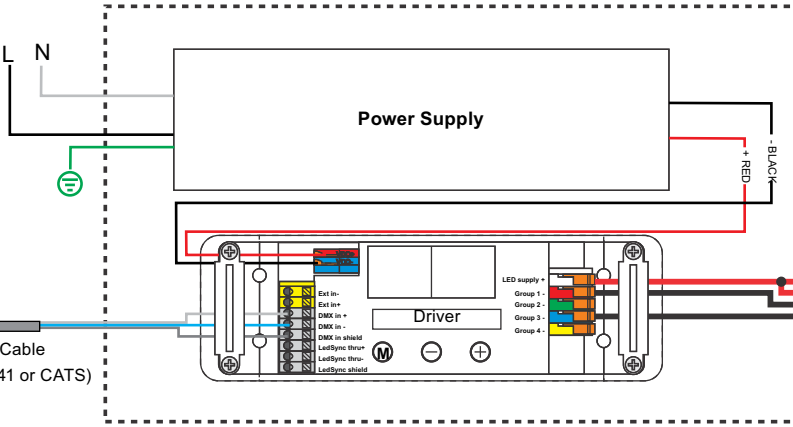 L N
Power Supply
+ RED
- BLACK
Ext in-
Ext in+
DMX in +
DMX in -
DMX in shield
LedSync thru+
LedSync thru-
LedSync shield
LED supply +
Group 1 -
Group 2 -
Group 3 -
Group 4 -
Driver
M
Cable
41 or CATS)